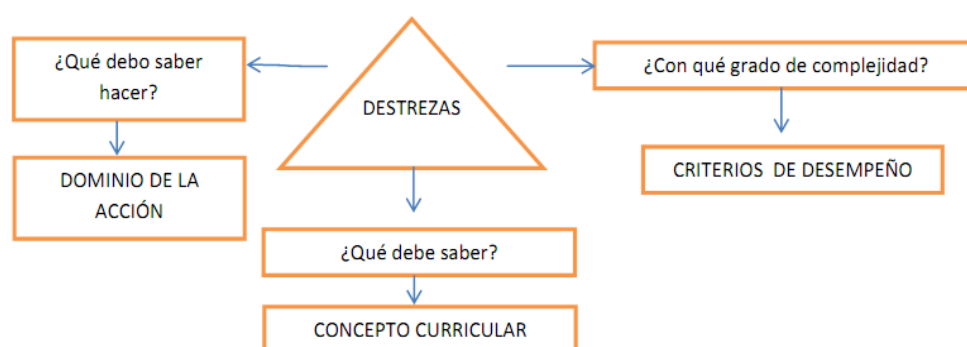 ¿Qué debo saber
hacer?
DOMINIO DE LA
ACCIÓN
DESTREZAS
¿Qué debe saber?
CONCEPTO CURRICULAR
¿Con qué grado de complejidad?
CRITERIOS DE DESEMPEÑO